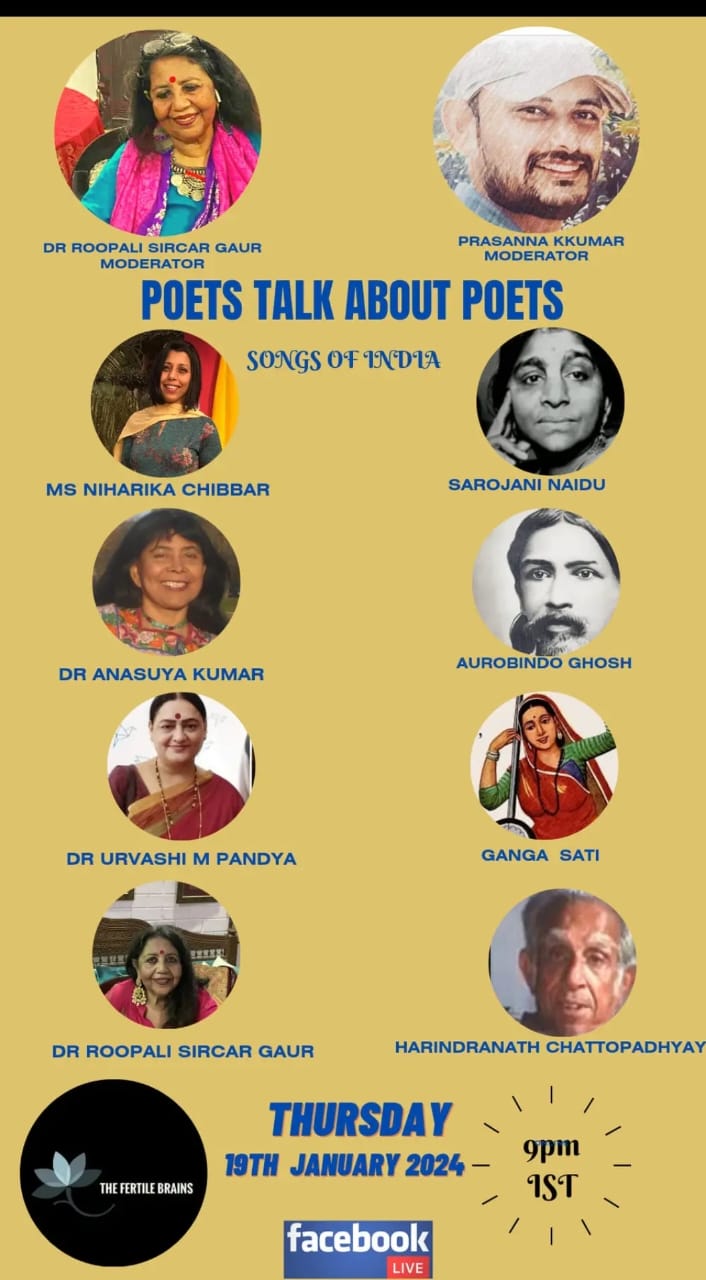 DR ROOPALI SIRCAR GAUR
MODERATOR
PRASANNA KKUMAR
MODERATOR
POETS TALK ABOUT POETS
SONGS OF INDIA
MS NIHARIKA CHIBBAR
SAROJANI NAIDU
DR ANASUYA KUMAR
AUROBINDO GHOSH
DR URVASHI M PANDYA
GANGA SATI
DR ROOPALI SIRCAR GAUR
HARINDRANATH CHATTOPADHYAY
THE FERTILE BRAINS
THURSDAY
19TH JANUARY 2024
9pm
IST
facebook
LIVE